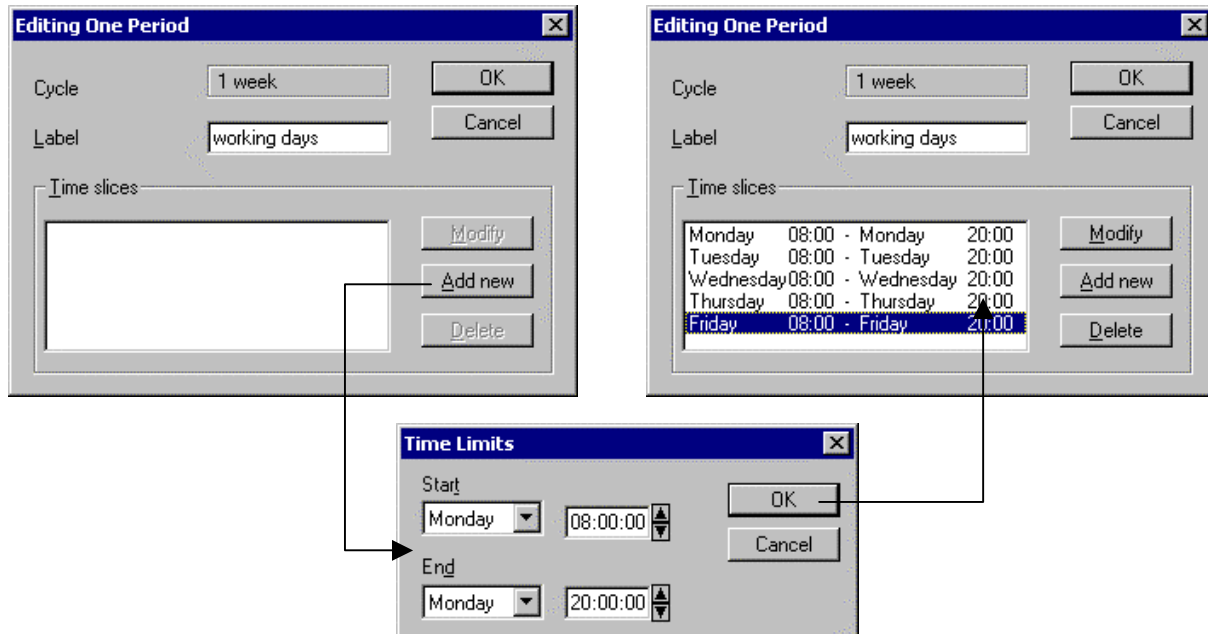 Editing One Period
Cycle 1 week OK
Label working days Cancel
Time slices
Modify
Add new
Delete
Editing One Period
Cycle 1 week OK
Label working days Cancel
Time slices
Monday 08:00 - Monday 20:00
Tuesday 08:00 - Tuesday 20:00
Wednesday 08:00 - Wednesday 20:00
Thursday 08:00 - Thursday 20:00
Friday 08:00 - Friday 20:00
Modify
Add new
Delete
Time Limits
Start
Monday 08:00:00 OK
Cancel
End
Monday 20:00:00